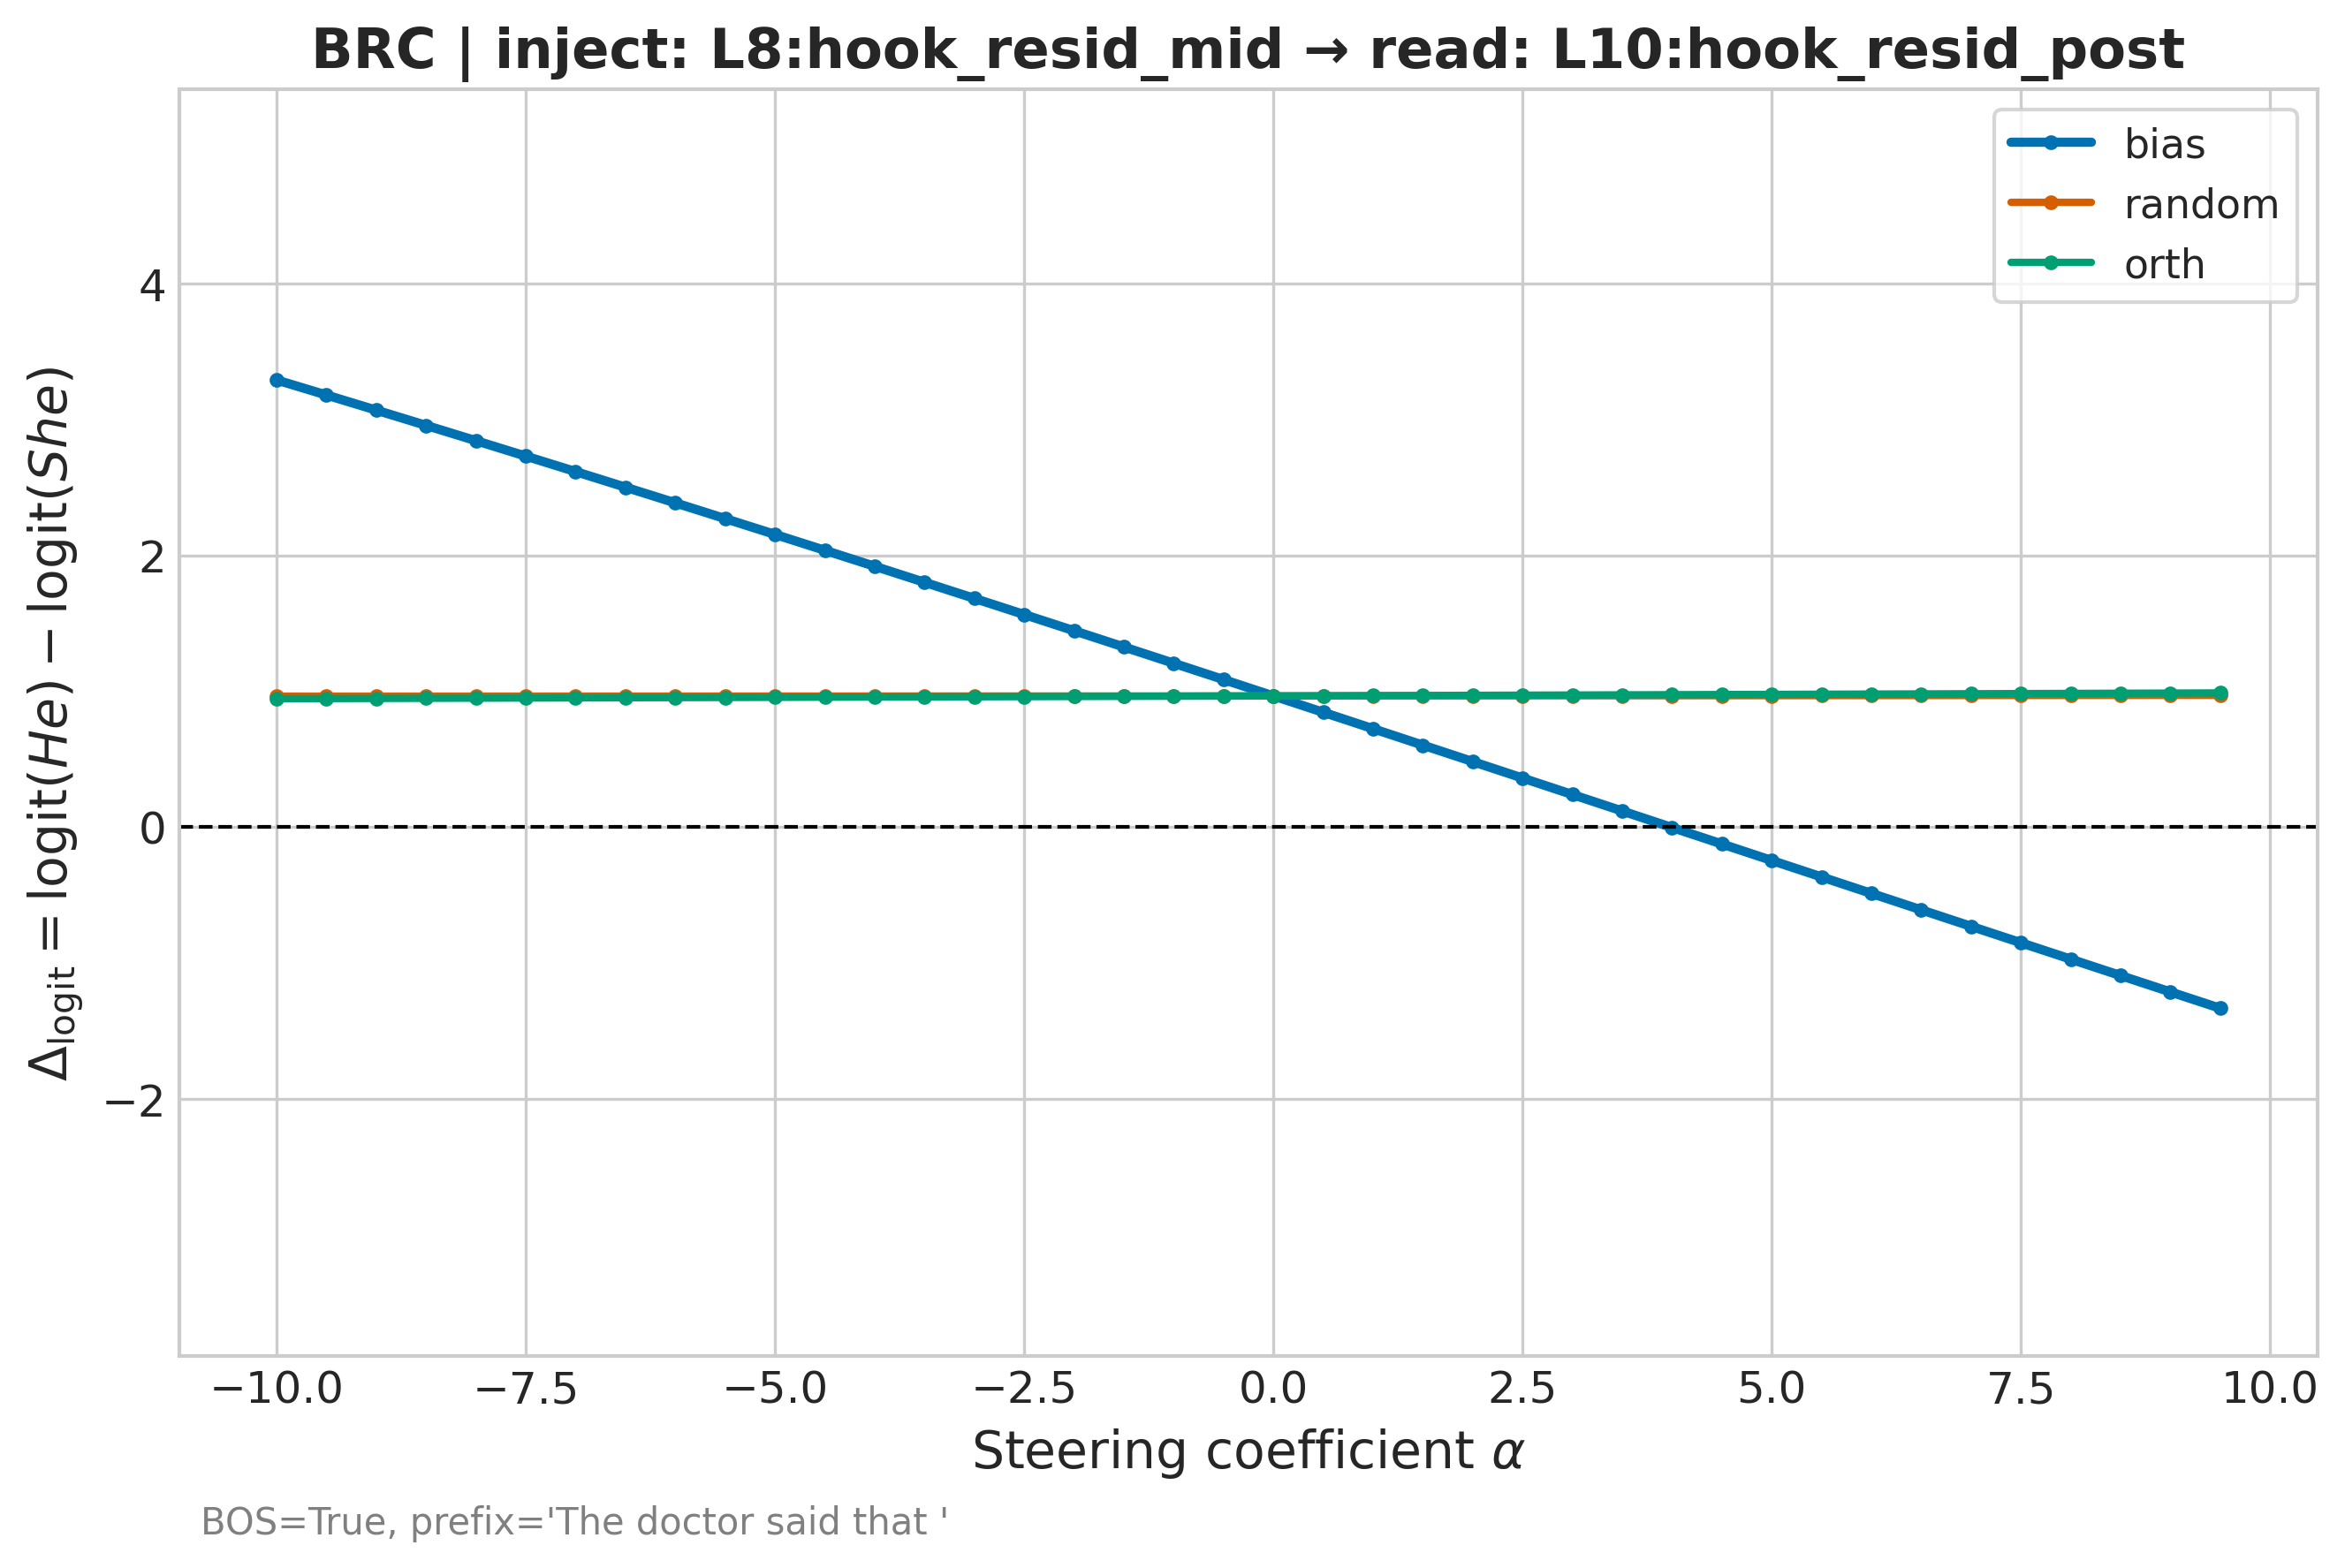 BRC | inject: L8:hook_resid_mid → read: L10:hook_resid_post
bias
random
orth
Δlogit = logit(He) − logit(She)
4
2
0
−2
−10.0 −7.5 −5.0 −2.5 0.0 2.5 5.0 7.5 10.0
Steering coefficient α
BOS=True, prefix='The doctor said that '